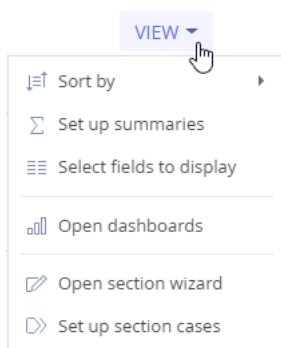 VIEW
Sort by
Set up summaries
Select fields to display
Open dashboards
Open section wizard
Set up section cases